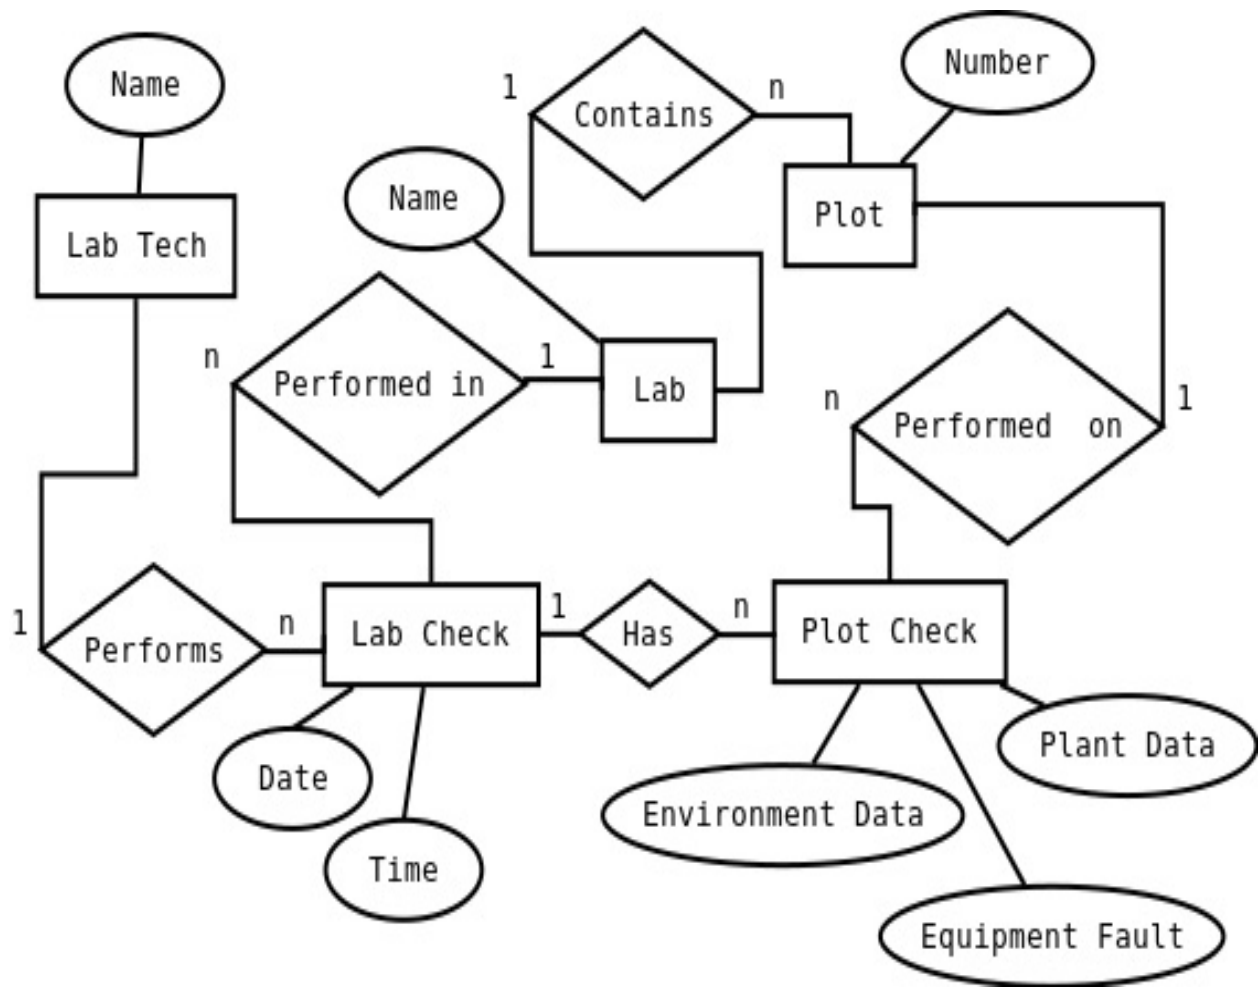 Number
Name
1
Contains
n
Name
Plot
Lab Tech
n
Performed in
1
Lab
n
Performed on
1
1
Performs
n
Lab Check
1
Has
n
Plot Check
Date
Time
Environment Data
Plant Data
Equipment Fault